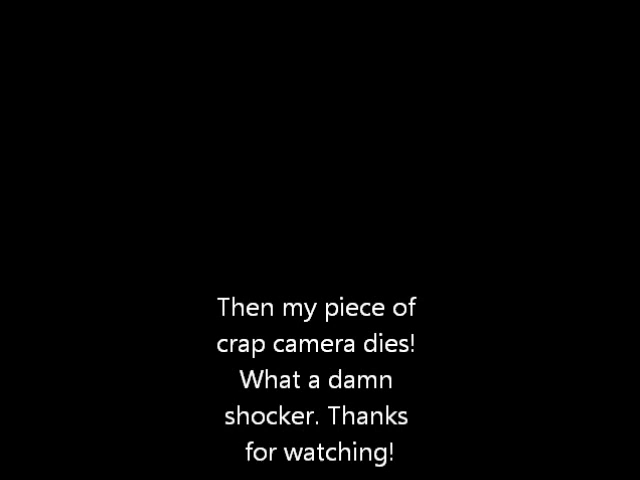 Then my piece of
crap camera dies!
What a damn
shocker. Thanks
for watching!